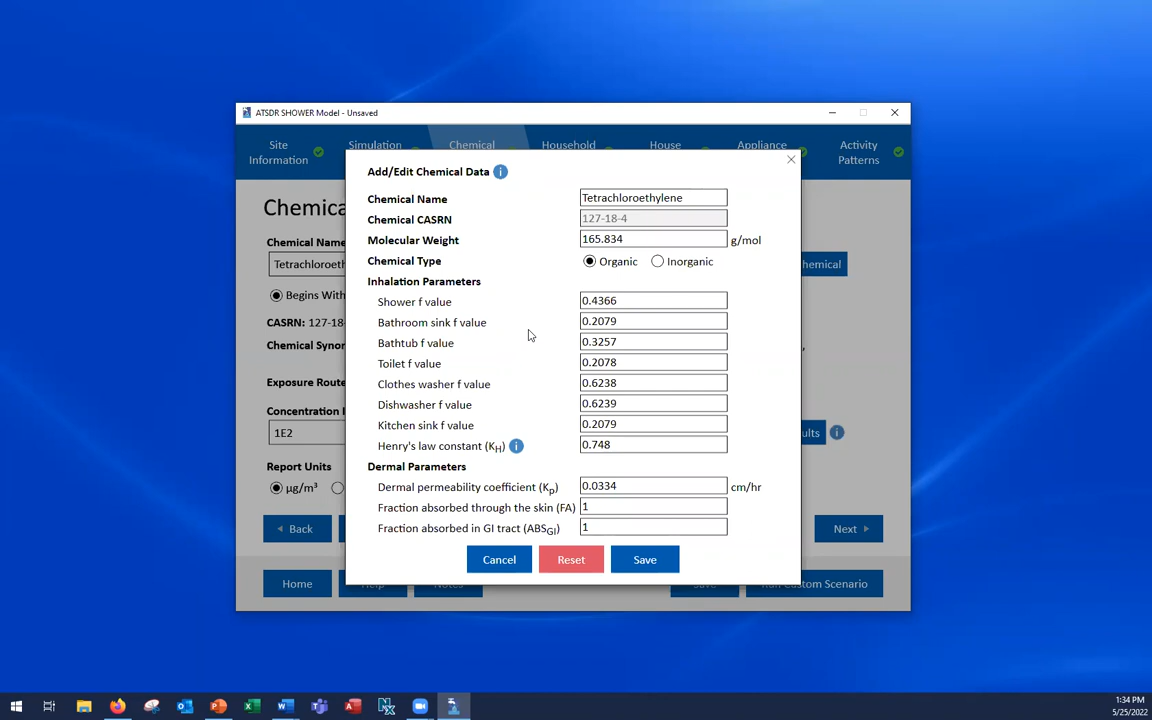 ATSDR SHOWER Model - Unsaved
Site Information
Simulation
Chemical
Household
House
Appliance
Activity Patterns
Add/Edit Chemical Data
Chemical Name Tetrachloroethylene
Chemical CASRN 127-18-4
Molecular Weight 165.834 g/mol
Chemical Type Organic Inorganic
Inhalation Parameters
Shower f value 0.4366
Bathroom sink f value 0.2079
Bathtub f value 0.3257
Toilet f value 0.2078
Clothes washer f value 0.6238
Dishwasher f value 0.6239
Kitchen sink f value 0.2079
Henry's law constant (KH) 0.748
Dermal Parameters
Dermal permeability coefficient (Kp) 0.0334 cm/hr
Fraction absorbed through the skin (FA) 1
Fraction absorbed in GI tract (ABSGI) 1
Cancel Reset Save
Chemica
Chemical Name
Tetrachloroeth
hemical
Begins With
CASRN: 127-18
Chemical Synor
Exposure Route
Concentration I
1E2
ults
Report Units
µg/m³
Back
Next
Home
Help
Notes
Save
Run Custom Scenario
1:34 PM
5/25/2022